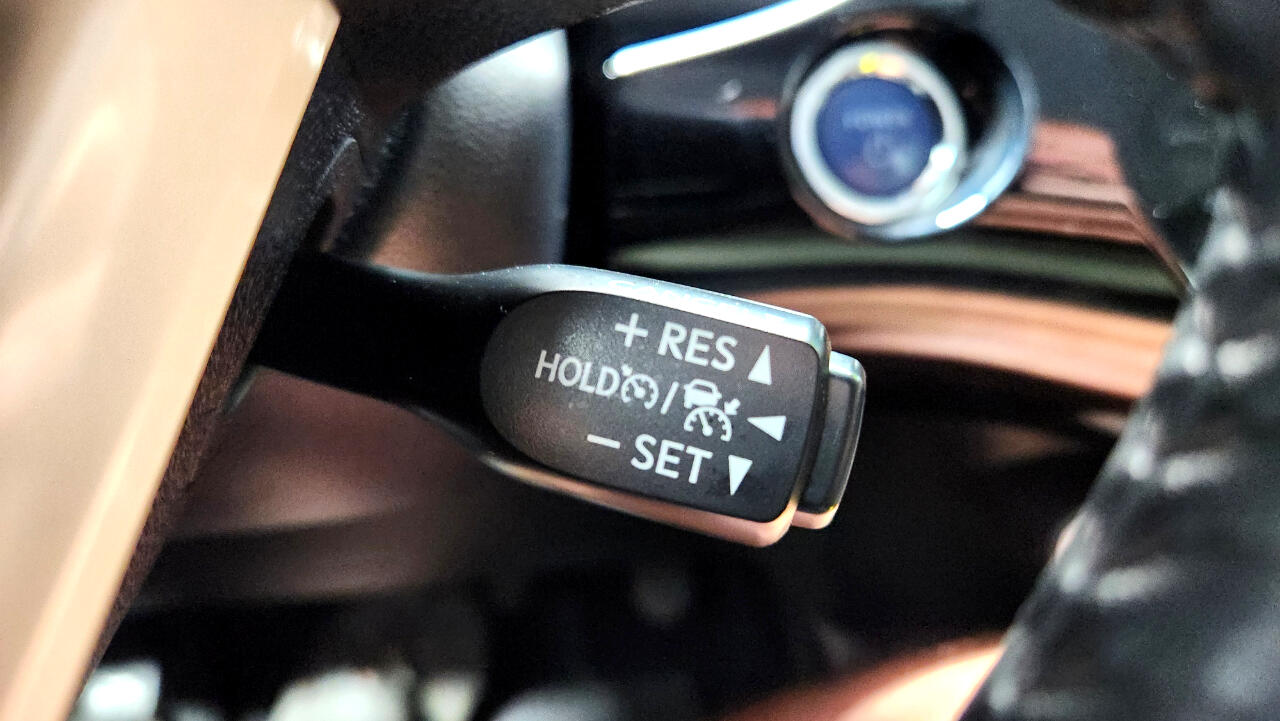 + RES ▲
HOLD / ◀
− SET ▼